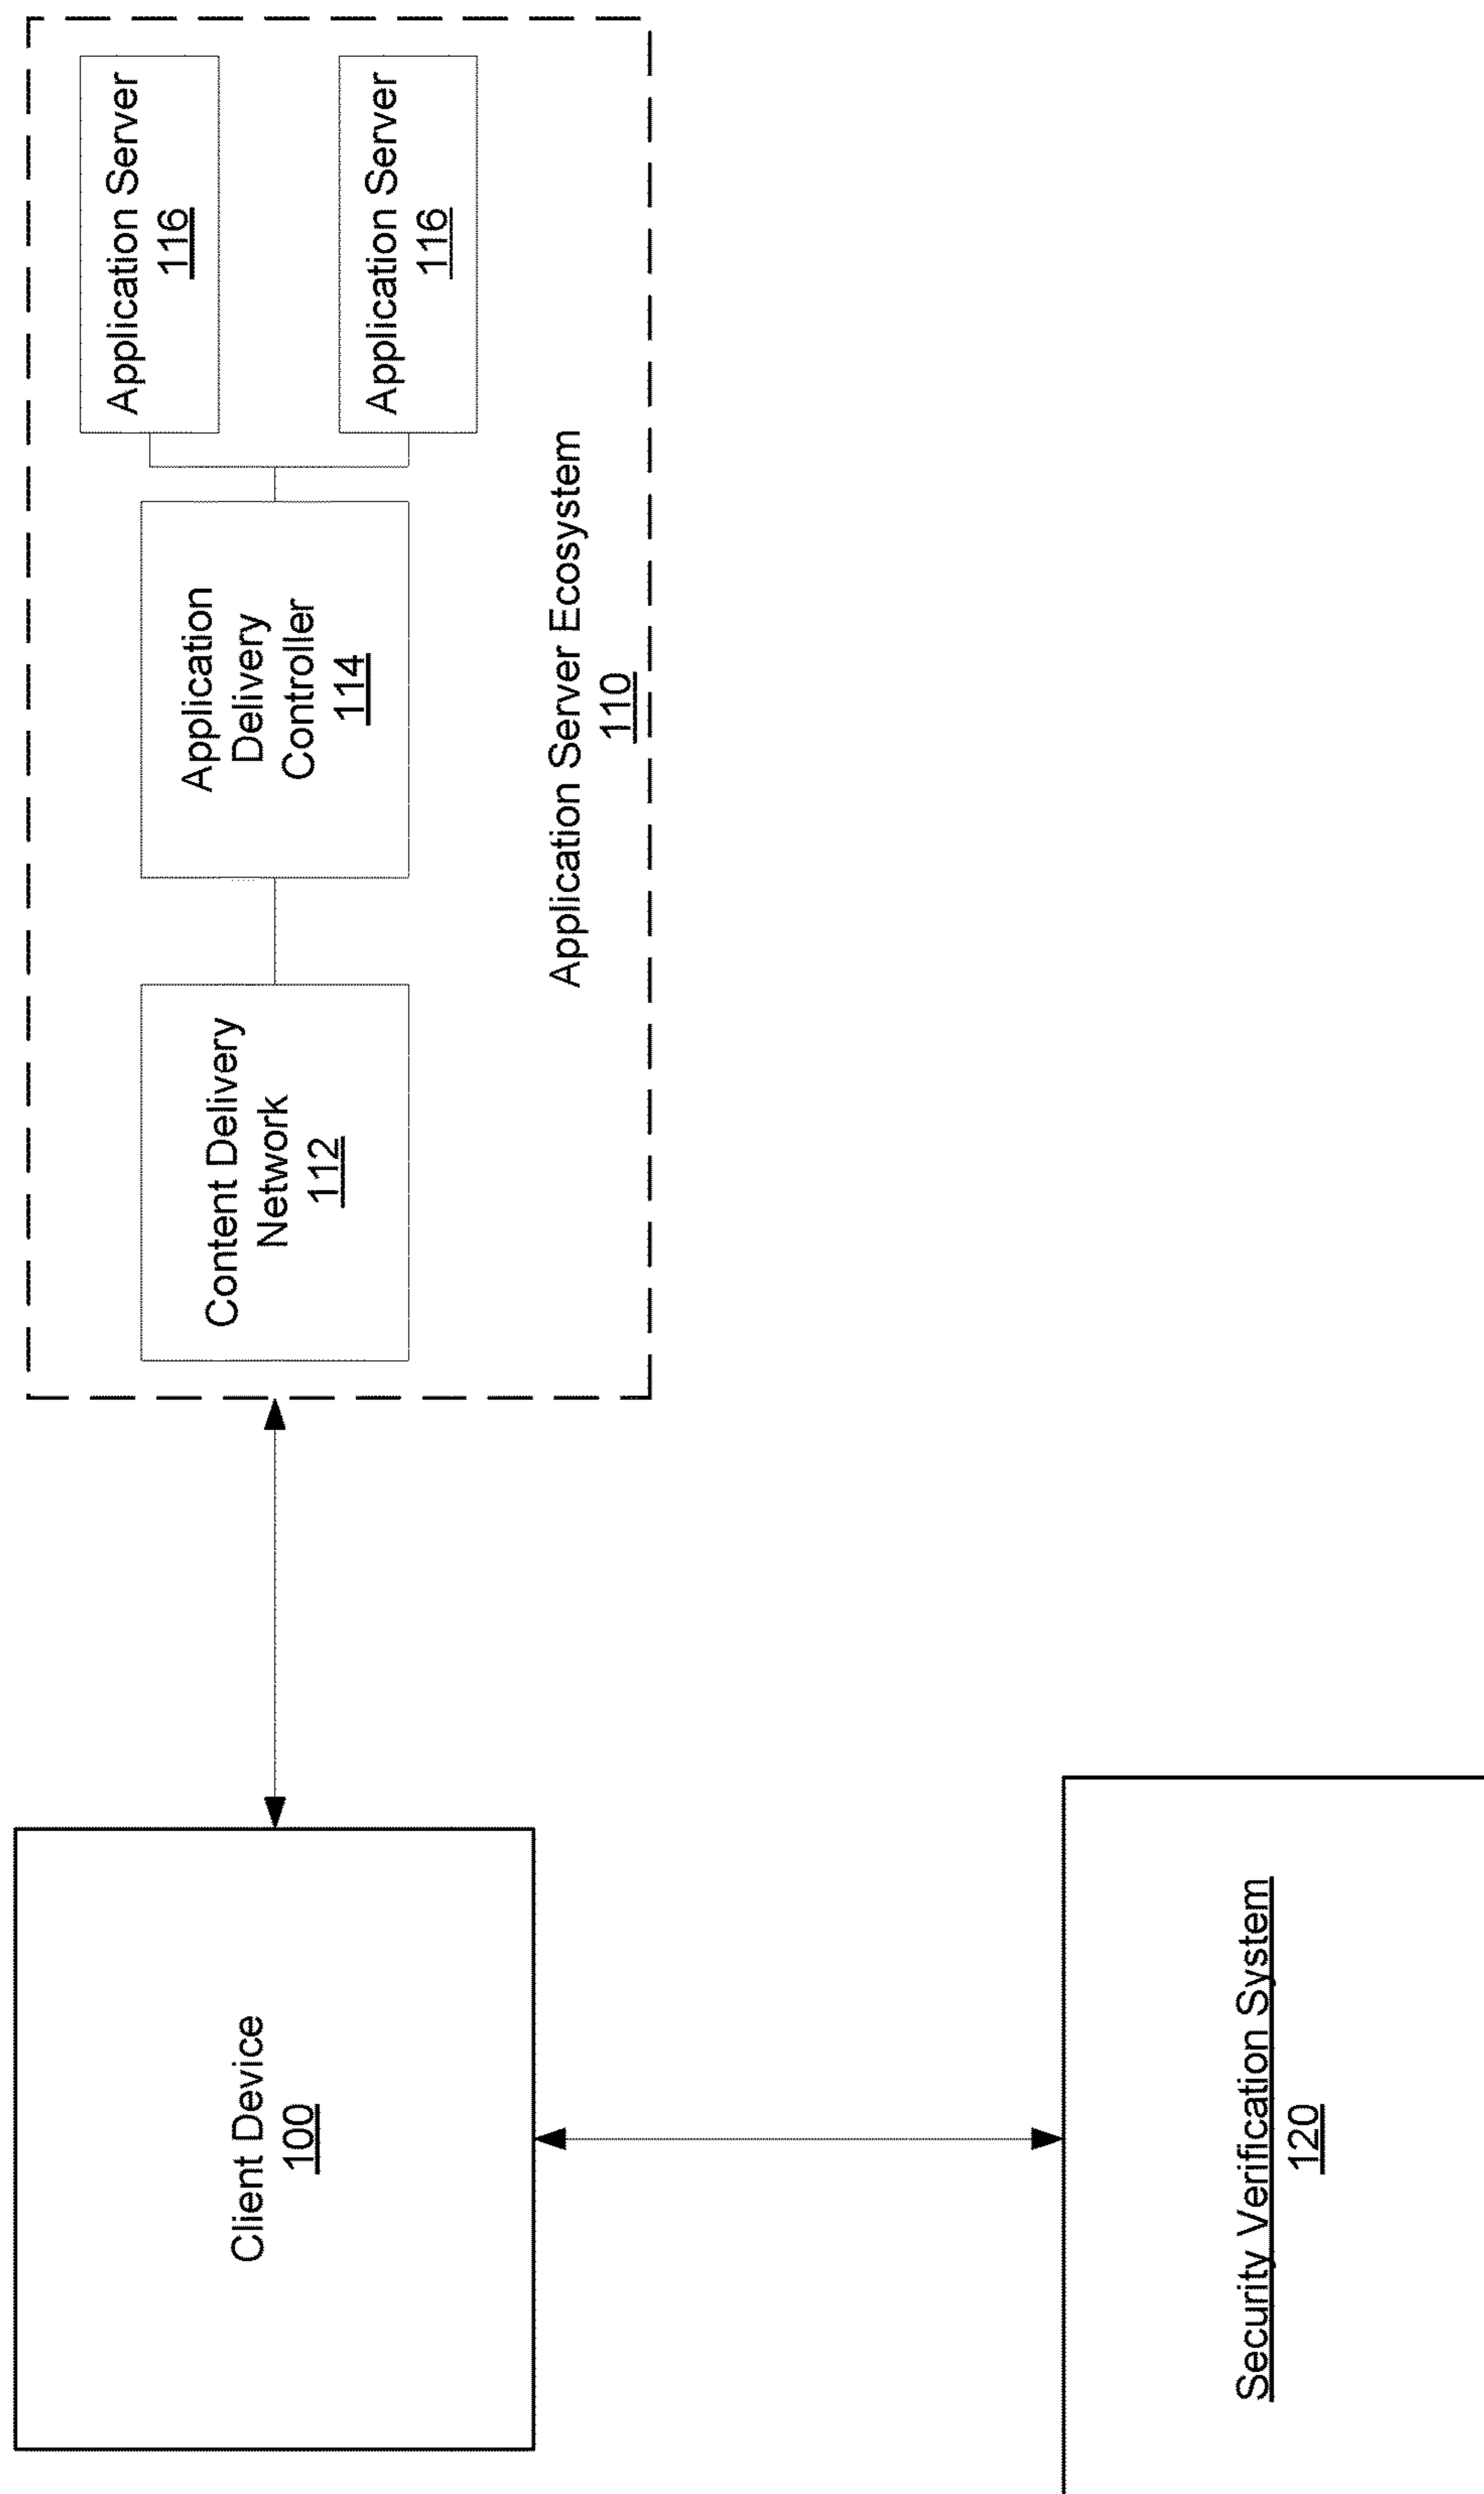 Client Device
100
Content Delivery
Network
112
Application
Delivery
Controller
114
Application Server
116
Application Server
116
Application Server Ecosystem
110
Security Verification System
120